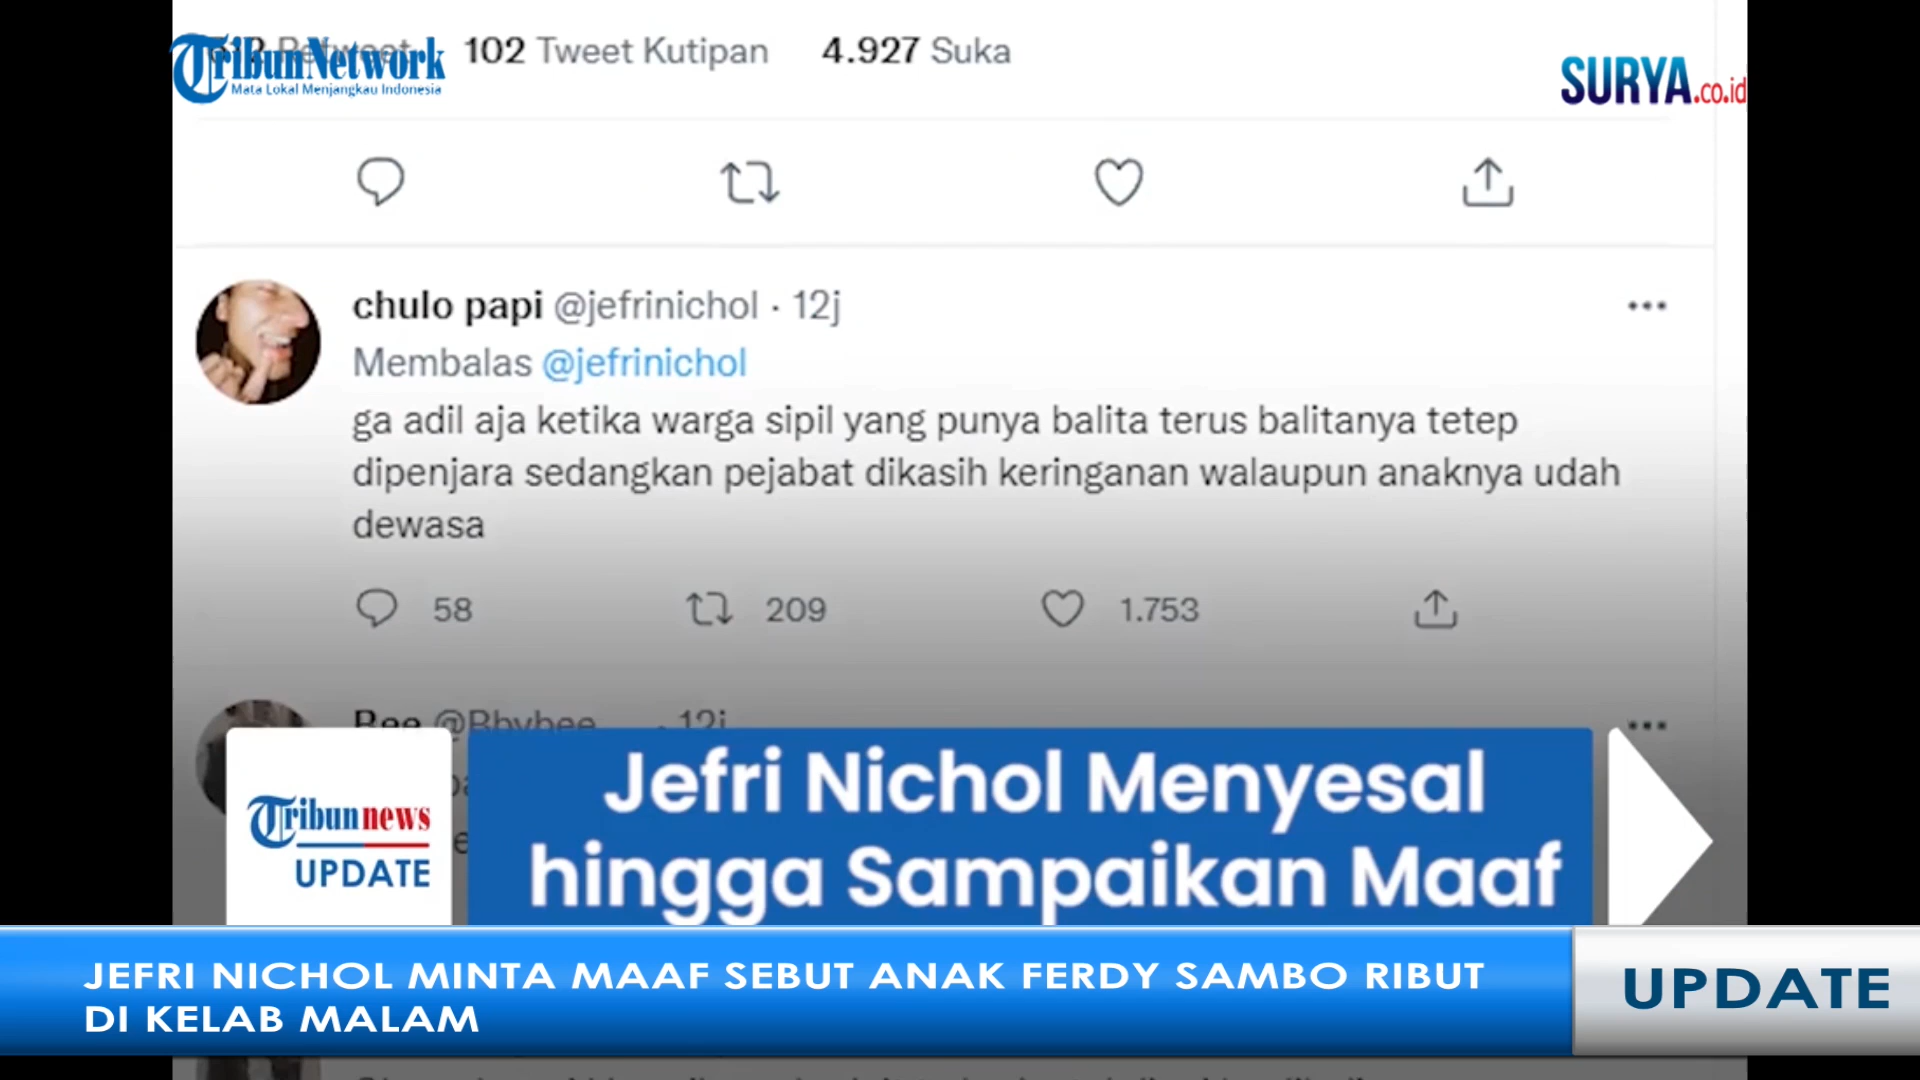 TribunNetwork
Mata Lokal Menjangkau Indonesia
102 Tweet Kutipan 4.927 Suka
SURYA.co.id
chulo papi @jefrinichol · 12j
Membalas @jefrinichol
ga adil aja ketika warga sipil yang punya balita terus balitanya tetep
dipenjara sedangkan pejabat dikasih keringanan walaupun anaknya udah
dewasa
58 209 1.753
Bee @Bbybee · 12j
Tribunnews
UPDATE
Jefri Nichol Menyesal
hingga Sampaikan Maaf
JEFRI NICHOL MINTA MAAF SEBUT ANAK FERDY SAMBO RIBUT
DI KELAB MALAM
UPDATE